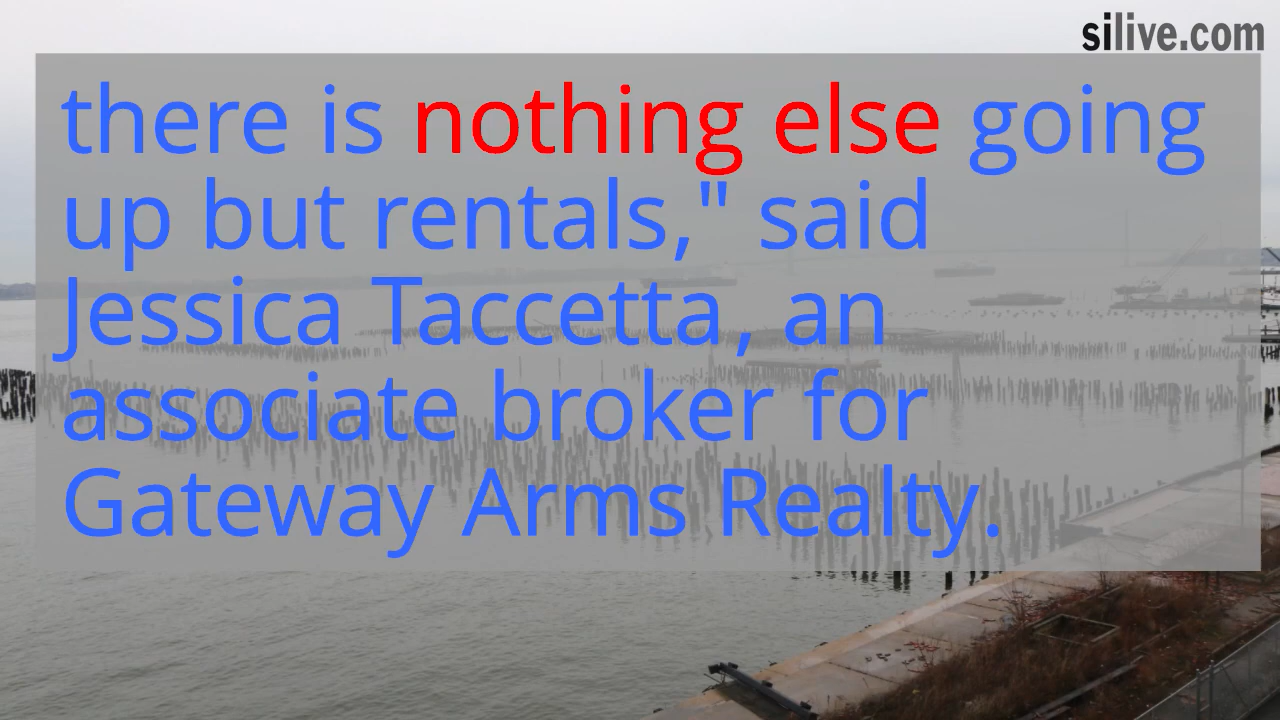 silive.com
there is nothing else going
up but rentals," said
Jessica Taccetta, an
associate broker for
Gateway Arms Realty.